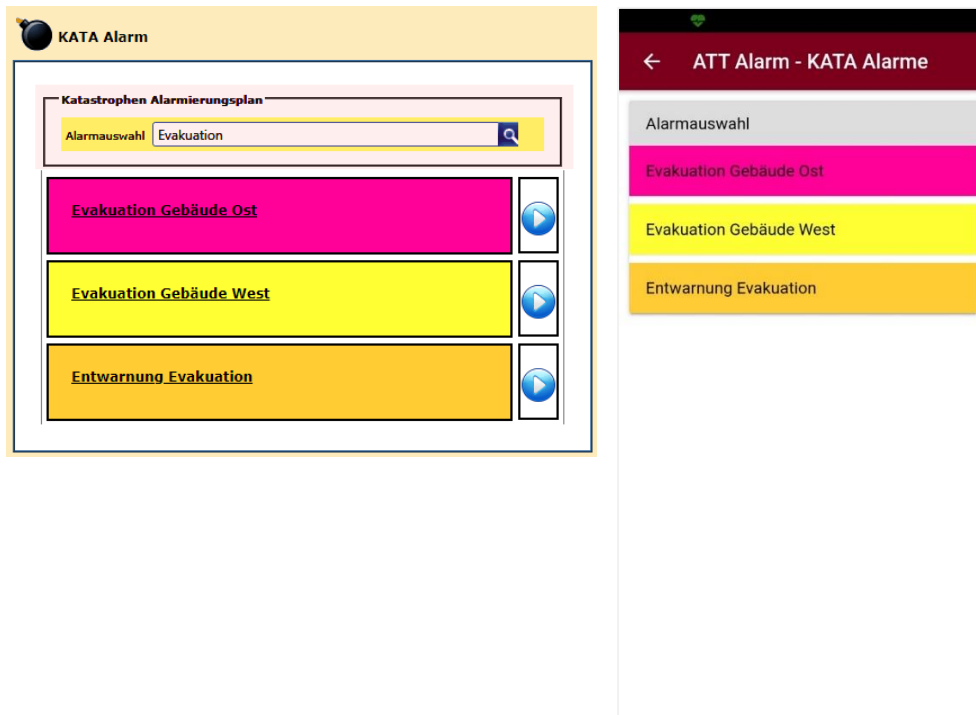 KATA Alarm
Katastrophen Alarmierungsplan
Alarmauswahl Evakuation
Evakuation Gebäude Ost
Evakuation Gebäude West
Entwarnung Evakuation
ATT Alarm - KATA Alarme
Alarmauswahl
Evakuation Gebäude Ost
Evakuation Gebäude West
Entwarnung Evakuation